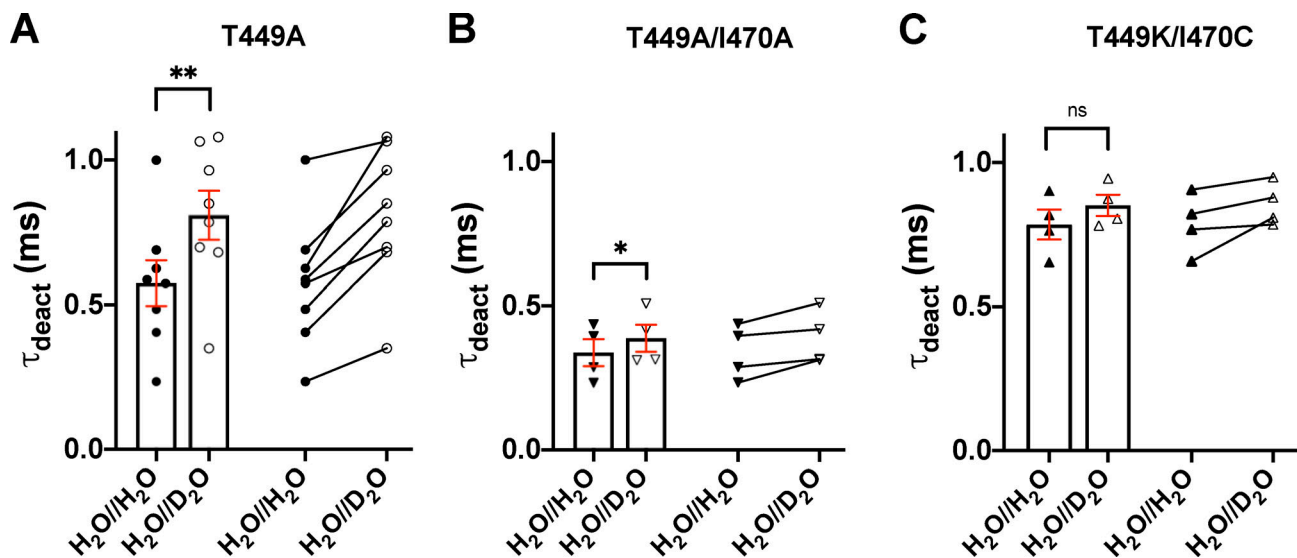 A
T449A
**
τdeact (ms)
1.0
0.5
0.0
H₂O//H₂O
H₂O//D₂O
H₂O//H₂O
H₂O//D₂O
B
T449A/I470A
*
τdeact (ms)
1.0
0.5
0.0
H₂O//H₂O
H₂O//D₂O
H₂O//H₂O
H₂O//D₂O
C
T449K/I470C
ns
τdeact (ms)
1.0
0.5
0.0
H₂O//H₂O
H₂O//D₂O
H₂O//H₂O
H₂O//D₂O